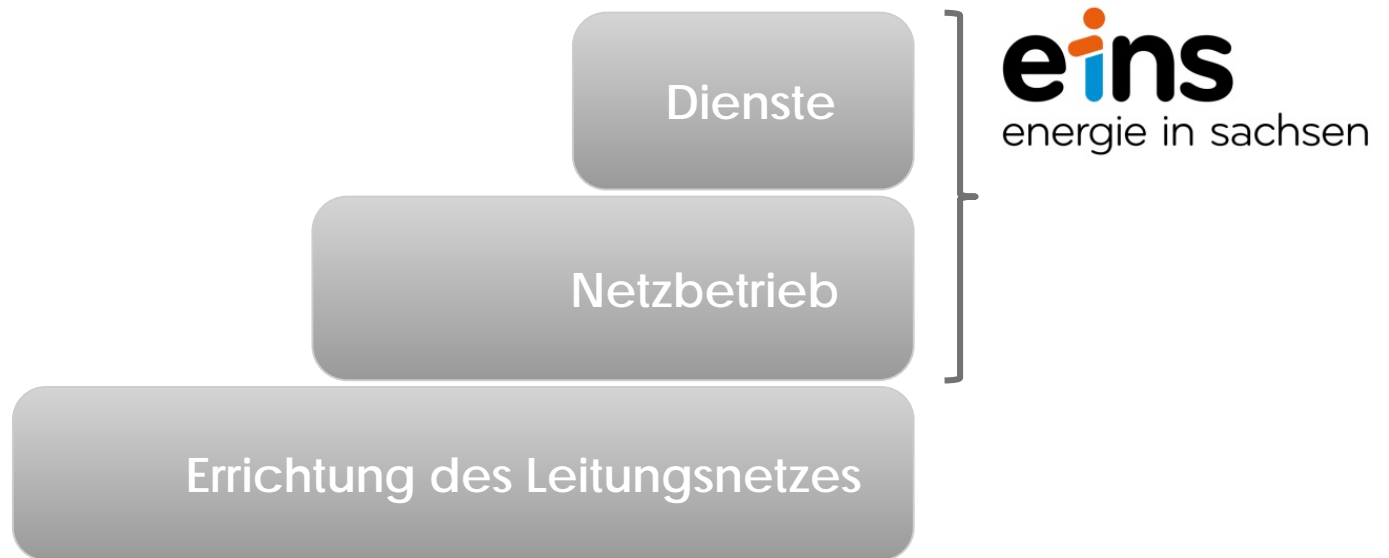 Dienste
eins
energie in sachsen
Netzbetrieb
Errichtung des Leitungsnetzes